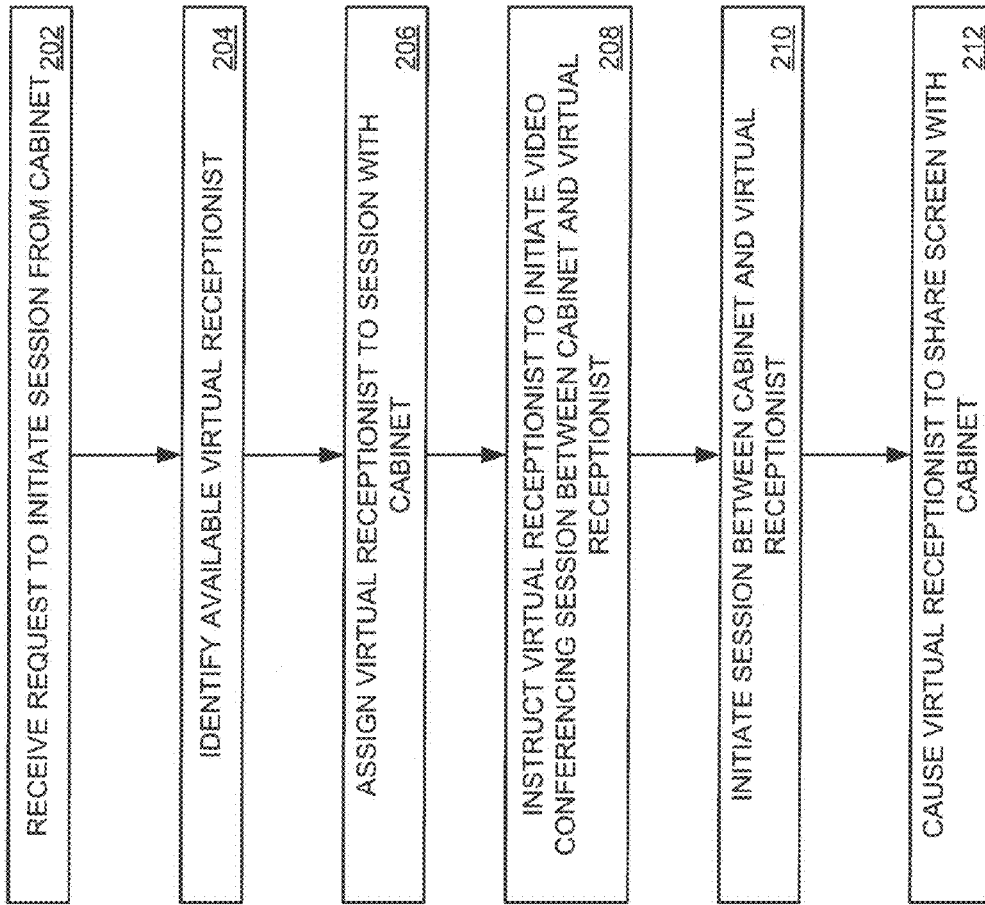 RECEIVE REQUEST TO INITIATE SESSION FROM CABINET 202
IDENTIFY AVAILABLE VIRTUAL RECEPTIONIST 204
ASSIGN VIRTUAL RECEPTIONIST TO SESSION WITH 206
CABINET
INSTRUCT VIRTUAL RECEPTIONIST TO INITIATE VIDEO 208
CONFERENCING SESSION BETWEEN CABINET AND VIRTUAL
RECEPTIONIST
INITIATE SESSION BETWEEN CABINET AND VIRTUAL 210
RECEPTIONIST
CAUSE VIRTUAL RECEPTIONIST TO SHARE SCREEN WITH 212
CABINET